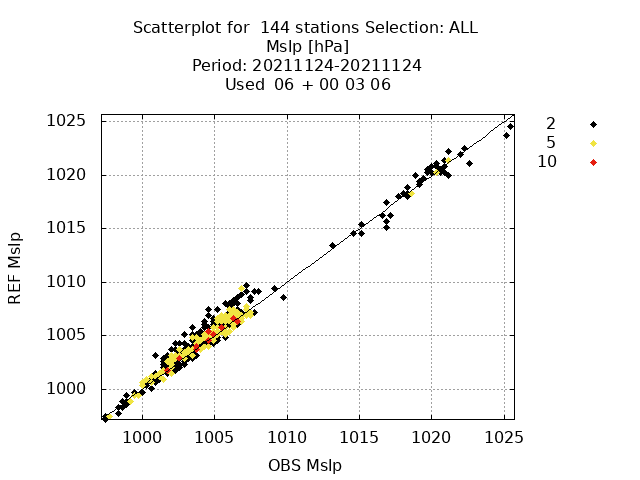 Scatterplot for  144 stations Selection: ALL
Mslp [hPa]
Period: 20211124-20211124
Used  06 + 00 03 06
2
5
10
1025
1020
1015
1010
1005
1000
REF Mslp
1000 1005 1010 1015 1020 1025
OBS Mslp